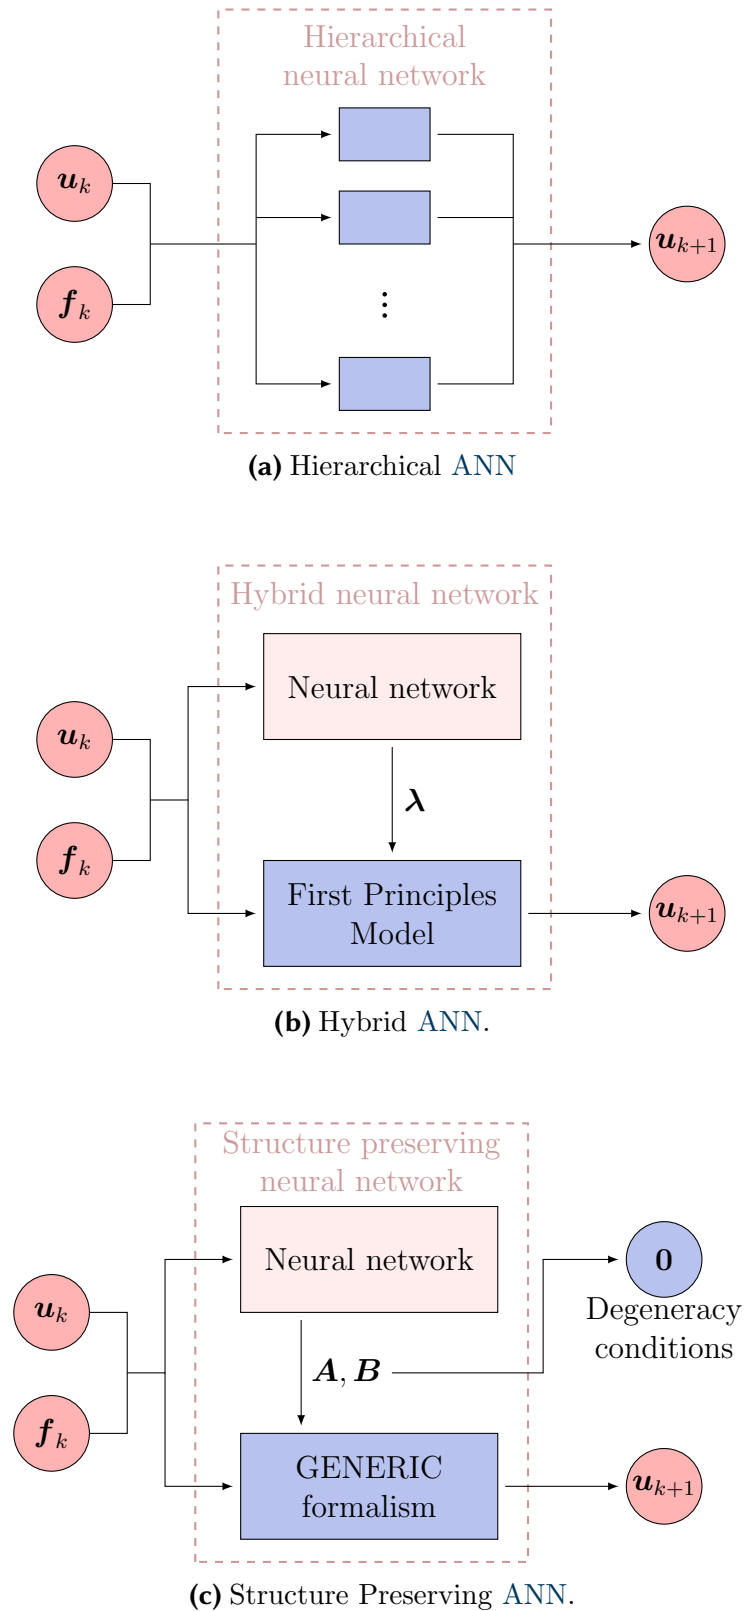 Hierarchical
neural network
u_k
f_k
⋮
u_{k+1}
(a) Hierarchical ANN
Hybrid neural network
Neural network
u_k
λ
f_k
First Principles
Model
u_{k+1}
(b) Hybrid ANN.
Structure preserving
neural network
Neural network
0
Degeneracy
conditions
u_k
A, B
f_k
GENERIC
formalism
u_{k+1}
(c) Structure Preserving ANN.